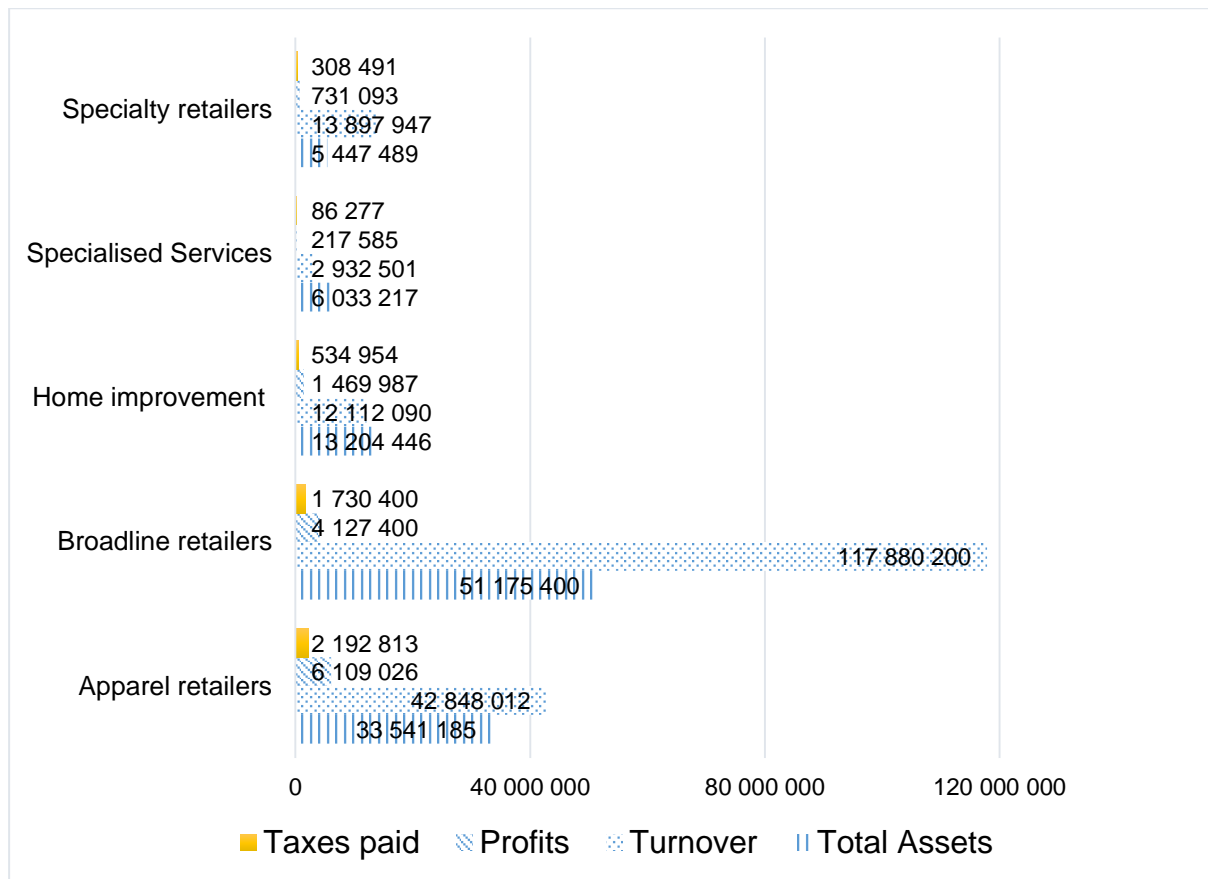 308 491
731 093
Specialty retailers
13 897 947
5 447 489
86 277
217 585
Specialised Services
2 932 501
6 033 217
534 954
1 469 987
Home improvement
12 112 090
13 204 446
1 730 400
4 127 400
Broadline retailers
117 880 200
51 175 400
2 192 813
6 109 026
Apparel retailers
42 848 012
33 541 185
0 40 000 000 80 000 000 120 000 000
Taxes paid Profits Turnover Total Assets